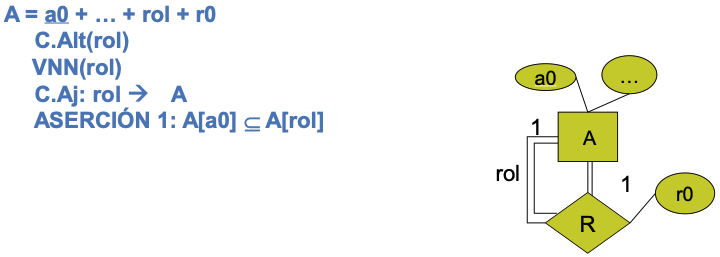 A = a0 + ... + rol + r0
C.Alt(rol)
VNN(rol)
C.Aj: rol → A
ASERCIÓN 1: A[a0] ⊆ A[rol]
a0
...
1
A
rol
1
r0
R